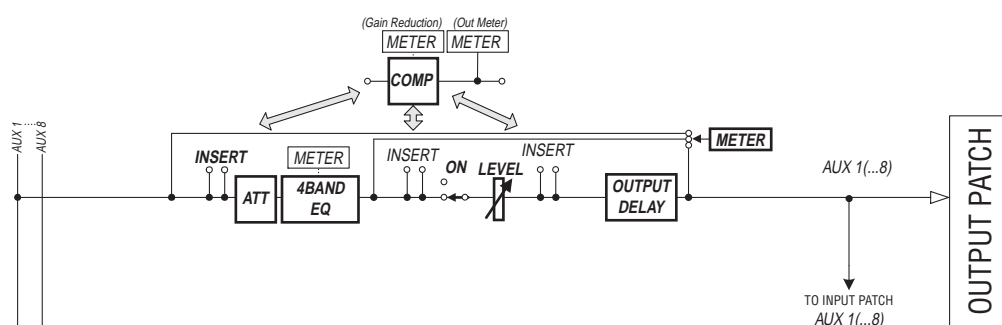 (Gain Reduction) (Out Meter)
METER METER
COMP
AUX 1
AUX 8
METER
INSERT
METER
INSERT
ON
LEVEL
INSERT
ATT
4BAND
EQ
OUTPUT
DELAY
AUX 1(...8)
TO INPUT PATCH
AUX 1(...8)
OUTPUT PATCH